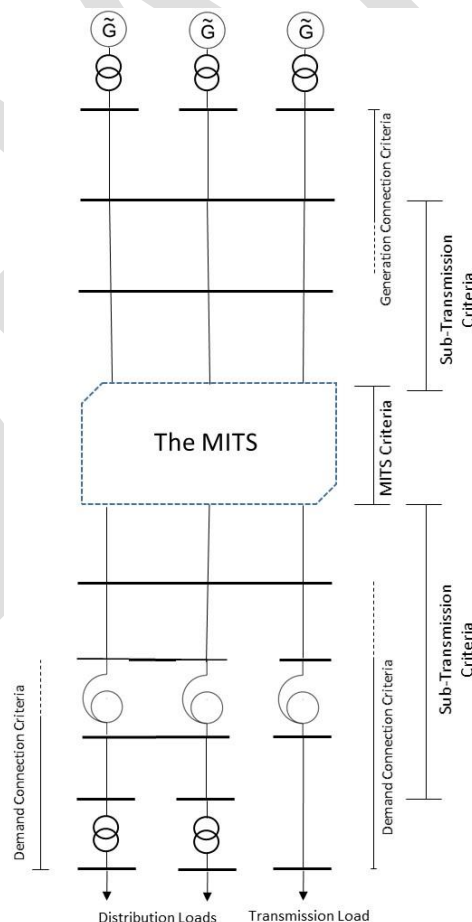 G̃ G̃ G̃
Generation Connection Criteria
Sub-Transmission
Criteria
The MITS
MITS Criteria
Sub-Transmission
Criteria
Demand Connection Criteria
Demand Connection Criteria
Distribution Loads Transmission Load